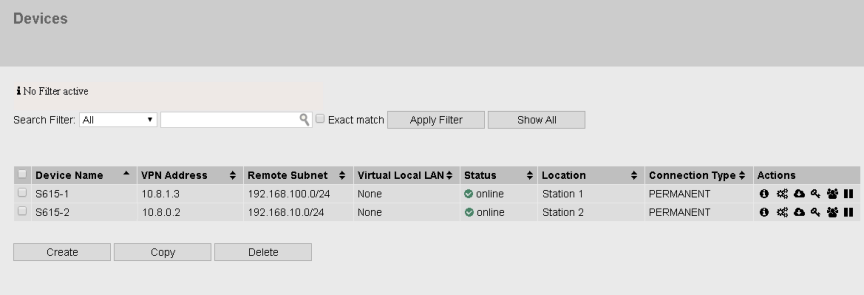 Devices
No Filter active
Search Filter: All Exact match Apply Filter Show All
Device Name VPN Address Remote Subnet Virtual Local LAN Status Location Connection Type Actions
S615-1 10.8.1.3 192.168.100.0/24 None online Station 1 PERMANENT
S615-2 10.8.0.2 192.168.10.0/24 None online Station 2 PERMANENT
Create Copy Delete